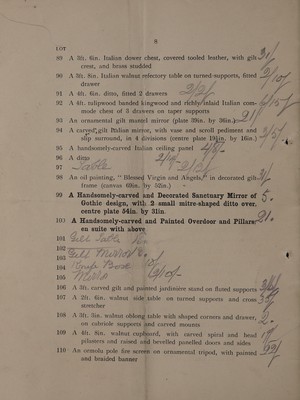 8
LOT
89 A 3ft. 6in. Italian dower chest, covered tooled leather, with gilt
crest, and brass studded
90 A 3ft. 8in. Italian walnut refectory table on turned-supports, fitted
drawer
91 A 4ft. 6in. ditto, fitted 2 drawers
92 A 4ft. tulipwood banded kingwood and richly inlaid Italian com-
mode chest of 3 drawers on taper supports
93 An ornamental gilt mantel mirror (plate 39in. by 36in.)
94 A carved gilt Italian mirror, with vase and scroll pediment and
slip surround, in 4 divisions (centre plate by 16in.)
95 A handsomely-carved Italian ceiling panel
96 A ditto
97 Table
98 An oil painting, "Blessed Virgin and Angels," in decorated gilt
frame (canvas 69in. by 52in.)
99 A Handsomely-carved and Decorated Sanctuary Mirror of
Gothic design, with 2 small mitre-shaped ditto over,
centre plate 54in. by 31in.
100 A Handsomely-carved and Painted Overdoor and Pillars
en suite with above
101 Gilt Table
102
103 Gilt Mirror
104
105
106 A 3ft. carved gilt and painted jardinière stand on fluted supports
107 A 2ft. 6in. walnut side table on turned supports and cross
stretcher
108 A 3ft. 3in. walnut oblong table with shaped corners and drawer,
on cabriole supports and carved mounts
109 A 4ft. 6in. walnut cupboard, with carved spiral and head
pilasters and raised and bevelled panelled doors and sides
110 An ormolu pole fire screen on ornamental tripod, with painted
and braided banner